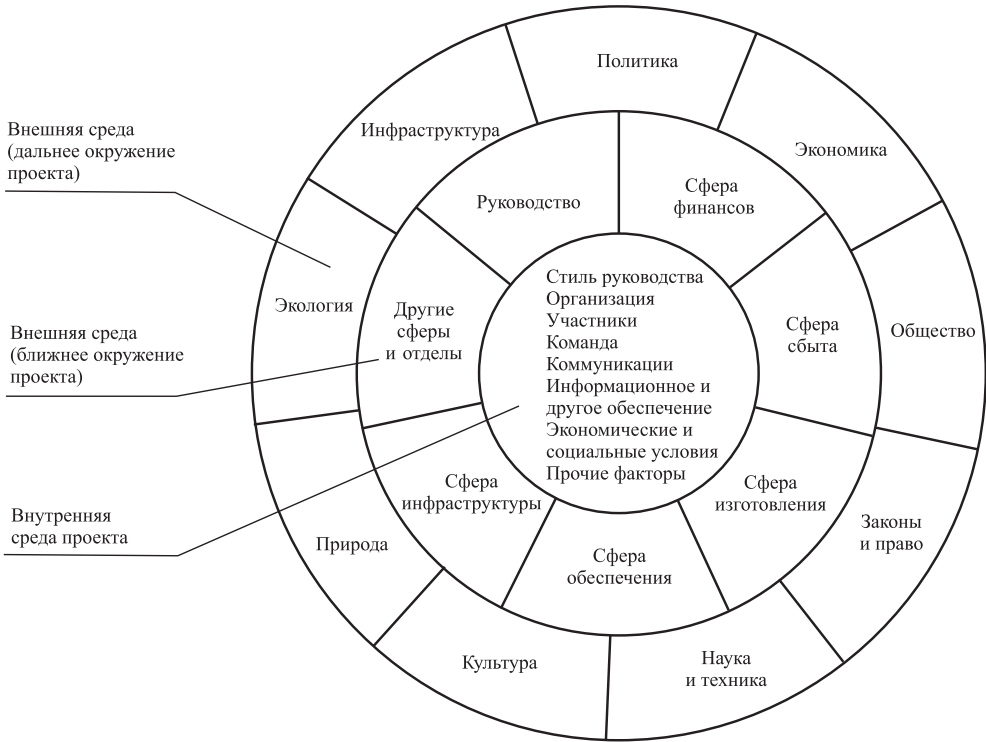 Политика
Инфраструктура
Экономика
Внешняя среда
(дальнее окружение
проекта)
Руководство
Сфера
финансов
Экология
Другие
сферы
и отделы
Стиль руководства
Организация
Участники
Команда
Коммуникации
Информационное и
другое обеспечение
Экономические и
социальные условия
Прочие факторы
Сфера
сбыта
Общество
Внешняя среда
(ближнее окружение
проекта)
Сфера
инфраструктуры
Сфера
изготовления
Внутренняя
среда проекта
Природа
Сфера
обеспечения
Законы
и право
Культура
Наука
и техника